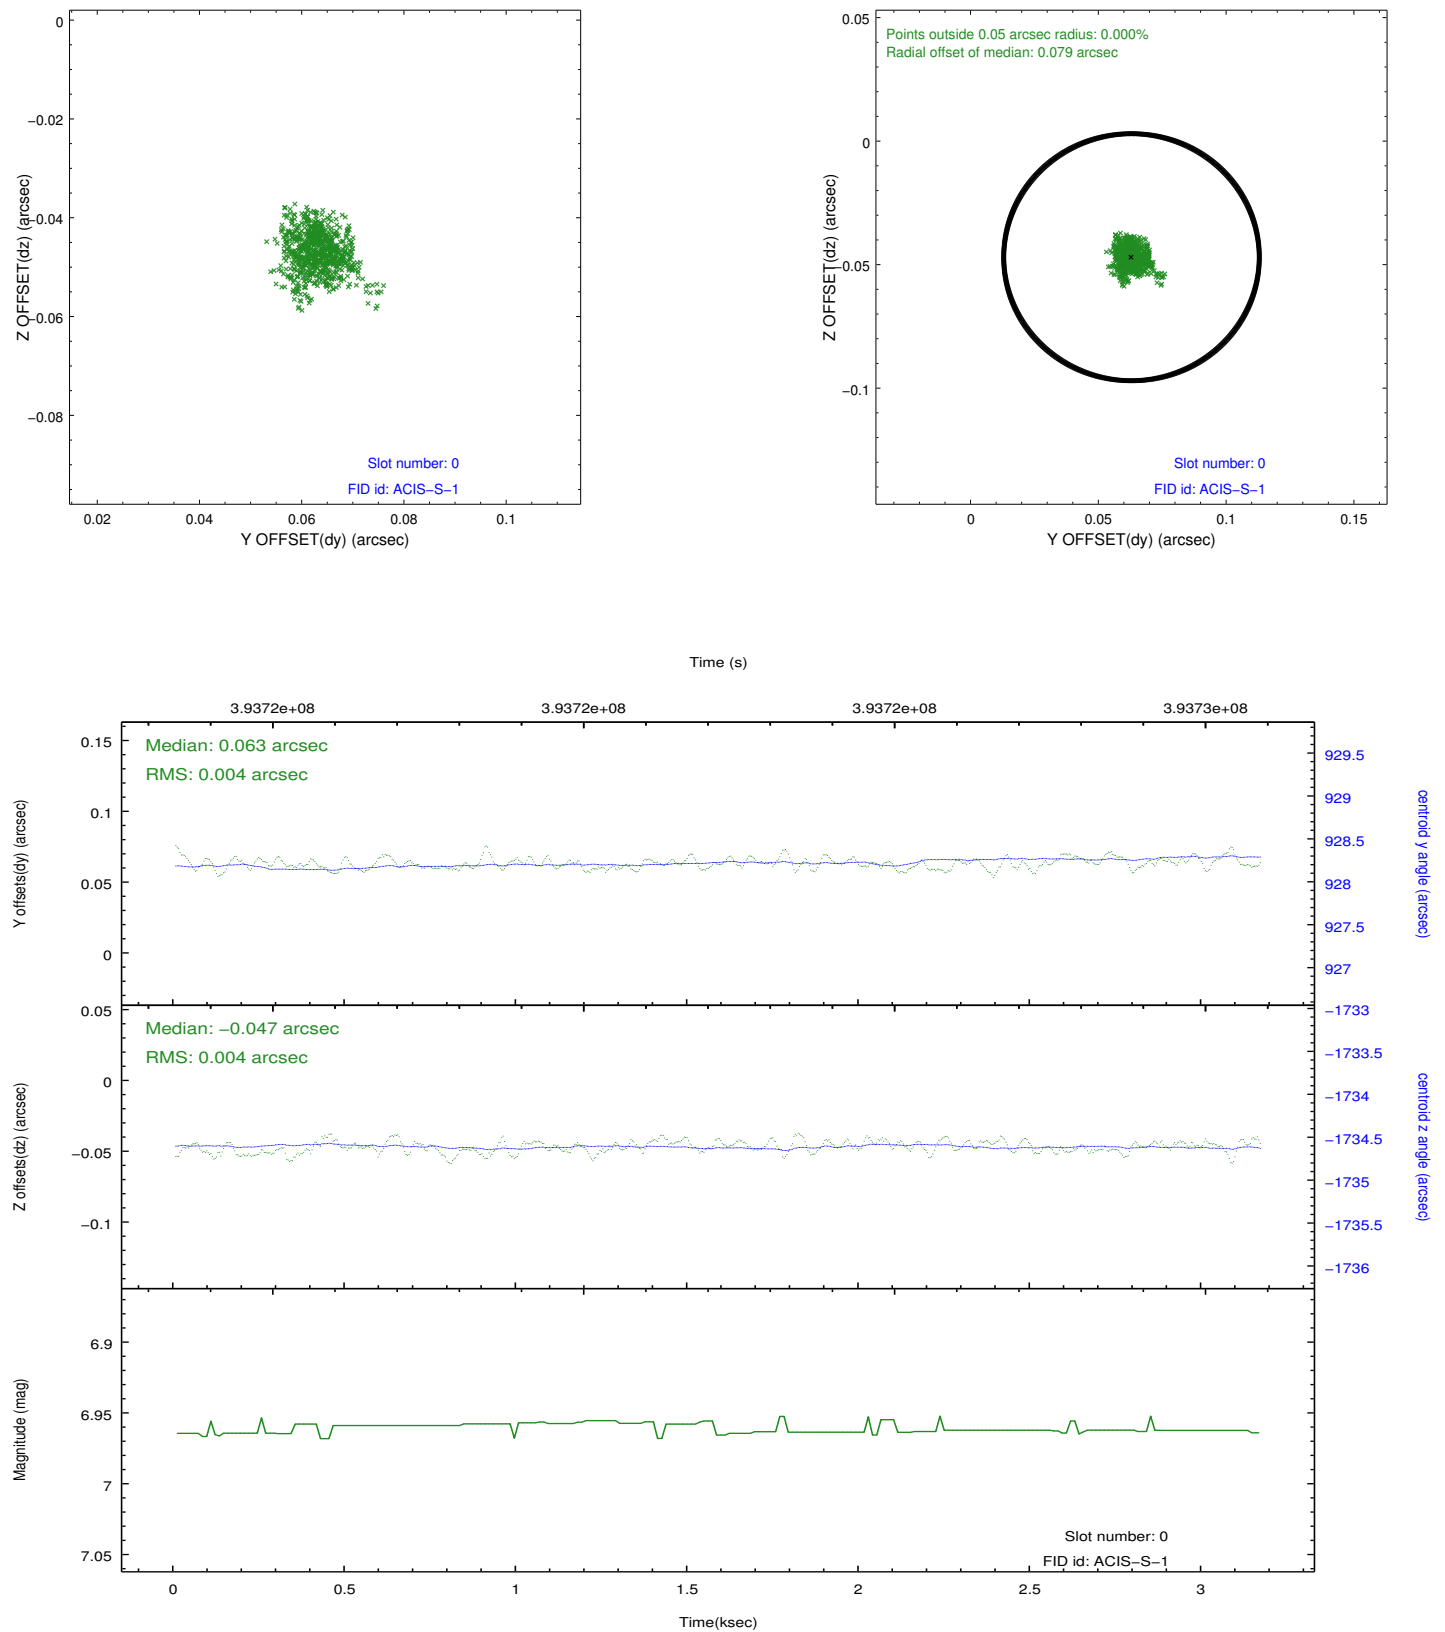 0
−0.02
−0.04
−0.06
−0.08
Z OFFSET(dz) (arcsec)
Slot number: 0
FID id: ACIS−S−1
0.02
0.04
0.06
0.08
0.1
Y OFFSET(dy) (arcsec)
0.05
0
−0.05
−0.1
Z OFFSET(dz) (arcsec)
Points outside 0.05 arcsec radius: 0.000%
Radial offset of median: 0.079 arcsec
Slot number: 0
FID id: ACIS−S−1
0
0.05
0.1
0.15
Y OFFSET(dy) (arcsec)
Time (s)
3.9372e+08
3.9372e+08
3.9372e+08
3.9373e+08
0.15
0.1
0.05
0
Y offsets(dy) (arcsec)
Median: 0.063 arcsec
RMS: 0.004 arcsec
929.5
929
928.5
928
927.5
927
centroid y angle (arcsec)
0.05
0
−0.05
−0.1
Z offsets(dz) (arcsec)
Median: −0.047 arcsec
RMS: 0.004 arcsec
−1733
−1733.5
−1734
−1734.5
−1735
−1735.5
−1736
centroid z angle (arcsec)
6.9
6.95
7
7.05
Magnitude (mag)
Slot number: 0
FID id: ACIS−S−1
0
0.5
1
1.5
2
2.5
3
Time(ksec)